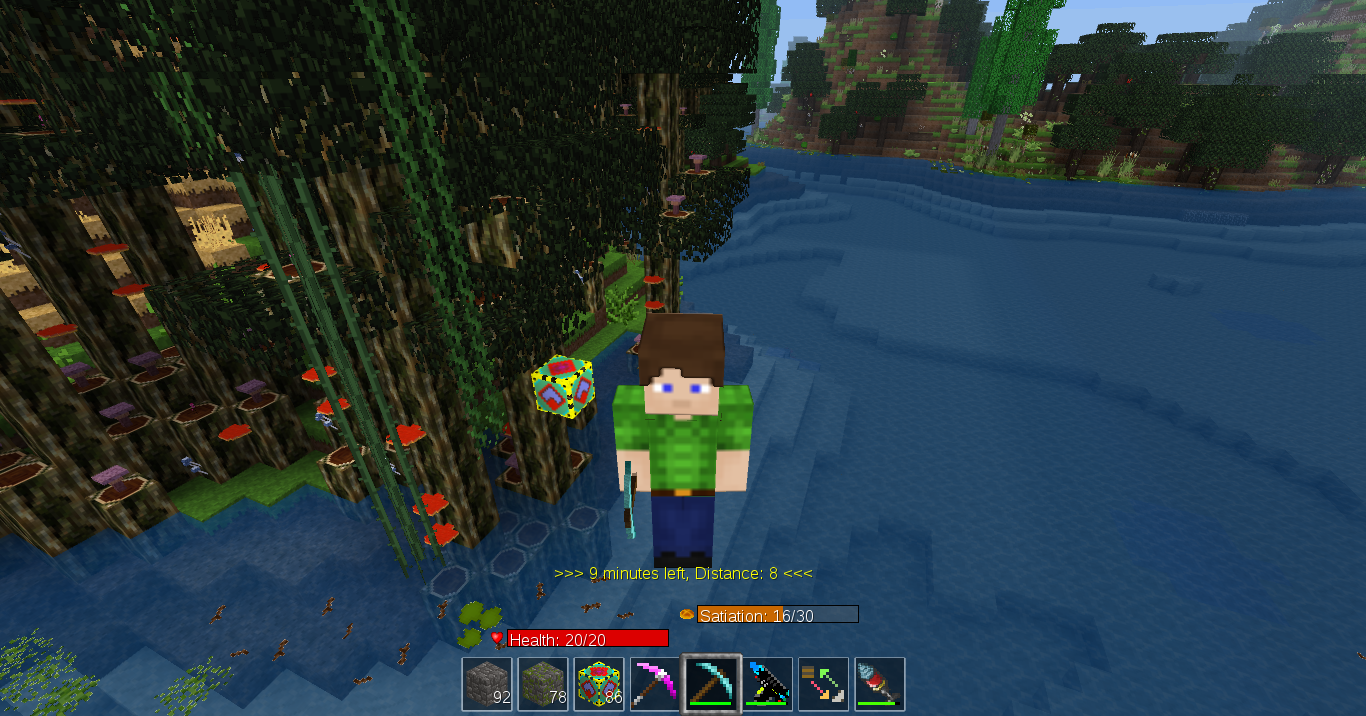 >>> 9 minutes left, Distance: 8 <<<
Satiation: 16/30
Health: 20/20
92 78 86